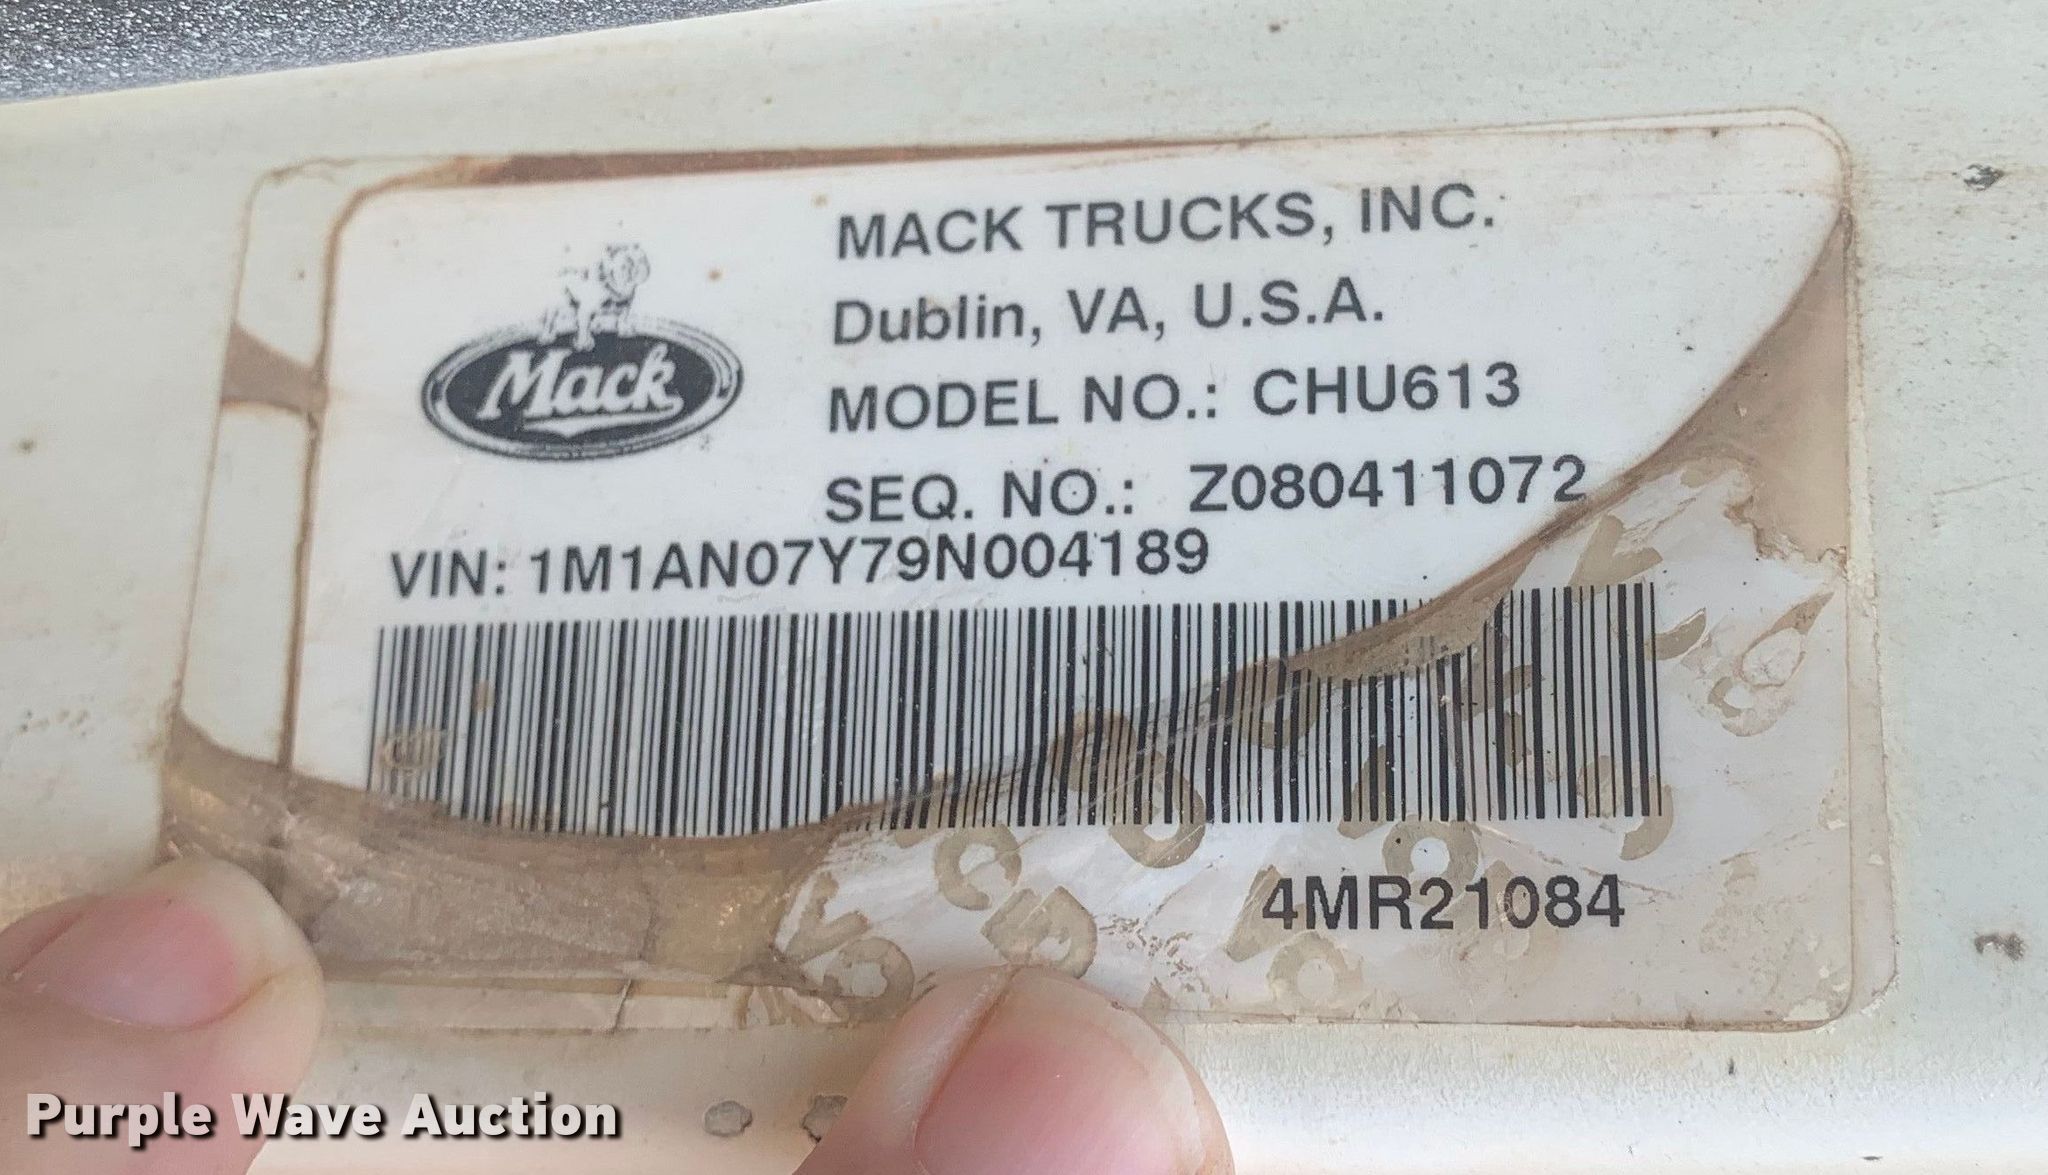 MACK TRUCKS, INC.
Dublin, VA, U.S.A.
Mack
MODEL NO.: CHU613
SEQ. NO.: Z080411072
VIN: 1M1AN07Y79N004189
4MR21084
Purple Wave Auction